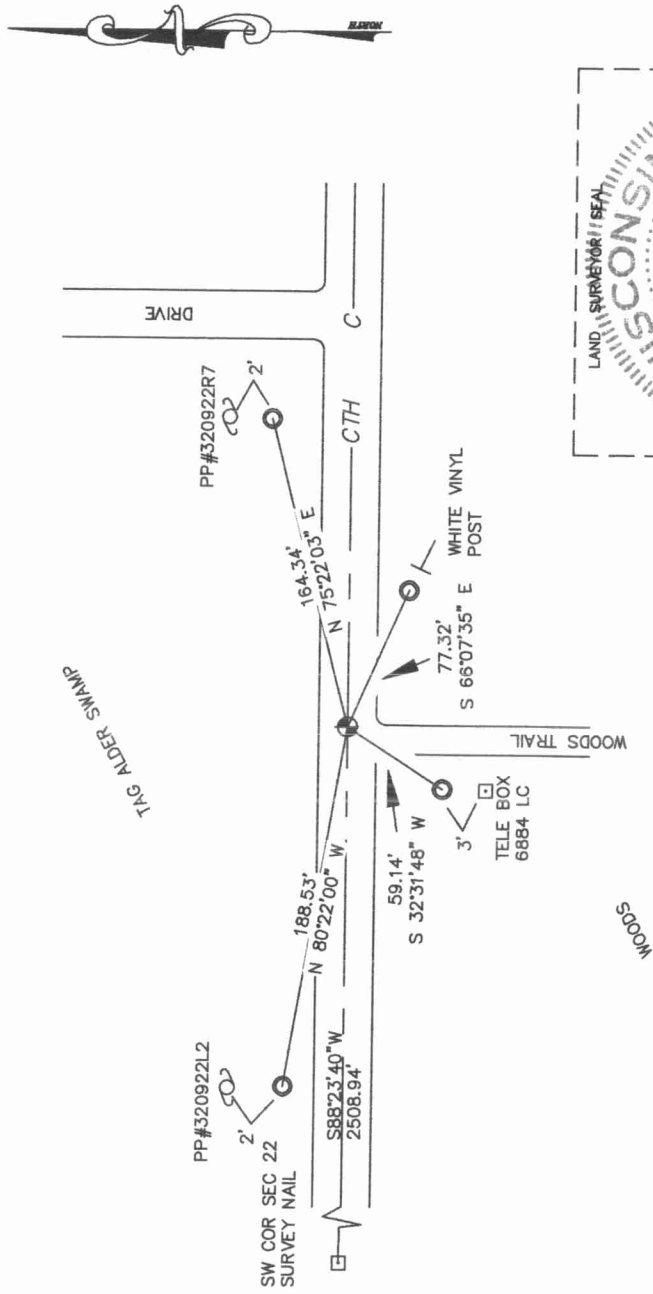 NORTH
TAG ALDER SWAMP
DRIVE
PP#320922R7
2'
164.34'
N 75°22'03" E
CTH C
PP#320922L2
2'
188.53'
N 80°22'00" W
SW COR SEC 22
SURVEY NAIL
S88°23'40"W
2508.94'
WHITE VINYL
POST
77.32'
S 66°07'35" E
59.14'
S 32°31'48" W
3'
TELE BOX
6884 LC
WOODS TRAIL
WOODS
LAND SURVEYOR SEAL